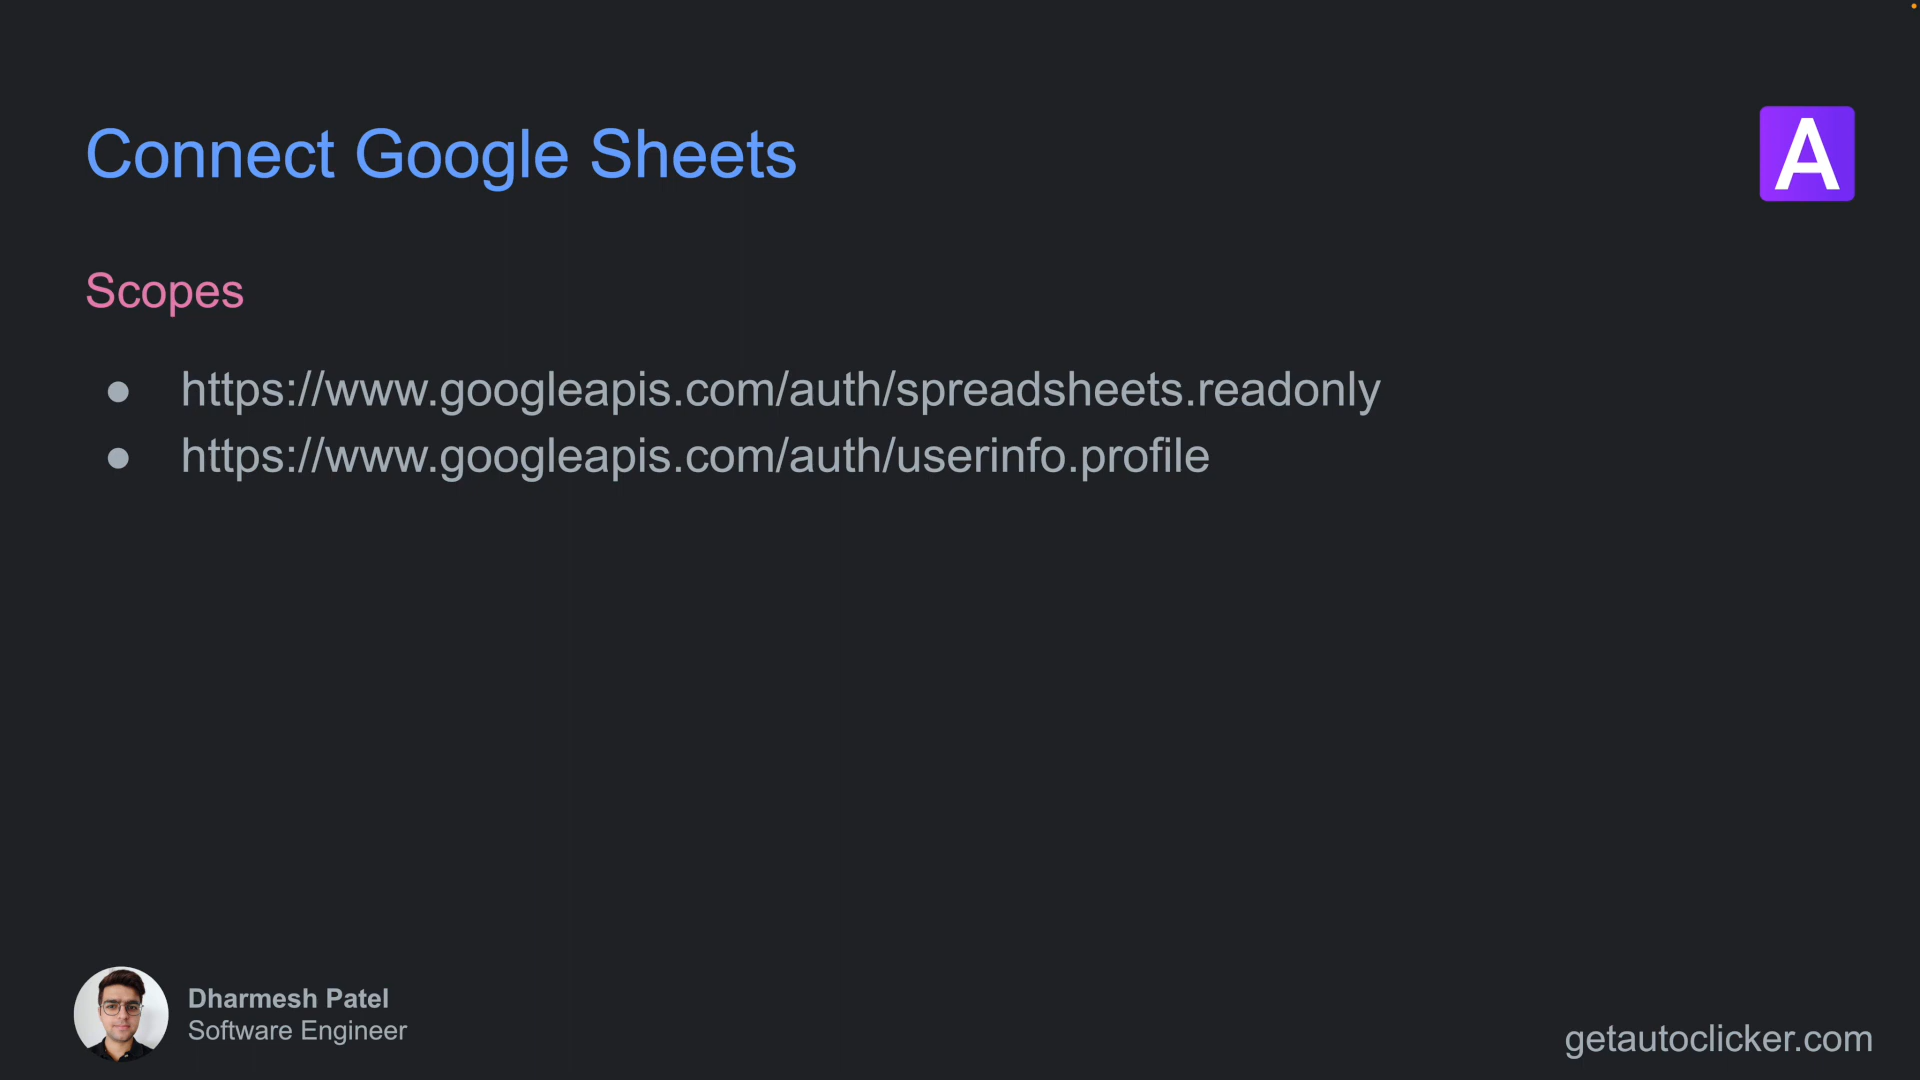 Connect Google Sheets
A
Scopes
● https://www.googleapis.com/auth/spreadsheets.readonly
● https://www.googleapis.com/auth/userinfo.profile
Dharmesh Patel
Software Engineer
getautoclicker.com